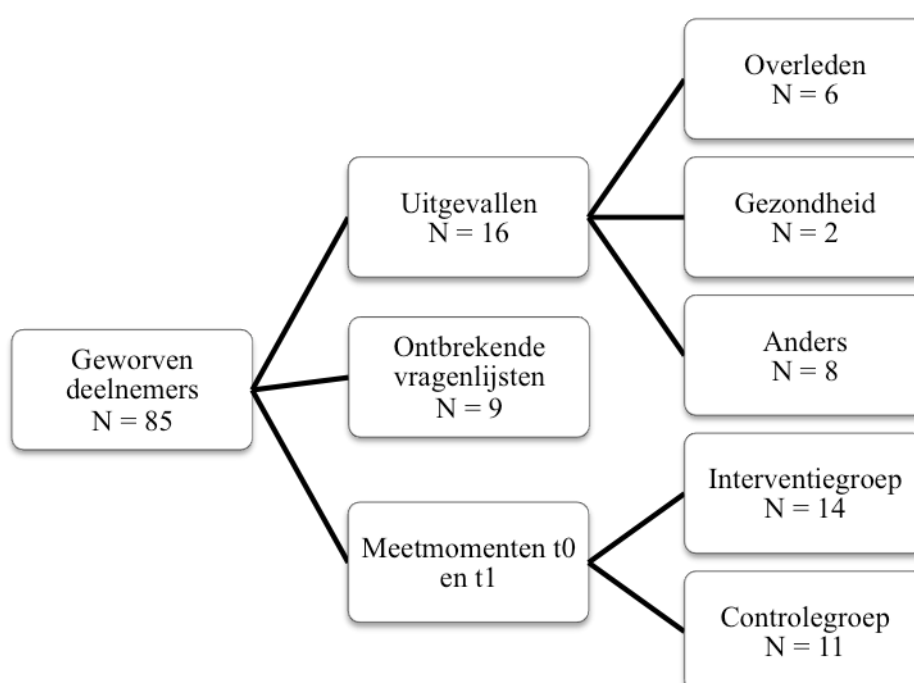 Geworven
deelnemers
N = 85
Uitgevallen
N = 16
Ontbrekende
vragenlijsten
N = 9
Meetmomenten t0
en t1
Overleden
N = 6
Gezondheid
N = 2
Anders
N = 8
Interventiegroep
N = 14
Controlegroep
N = 11